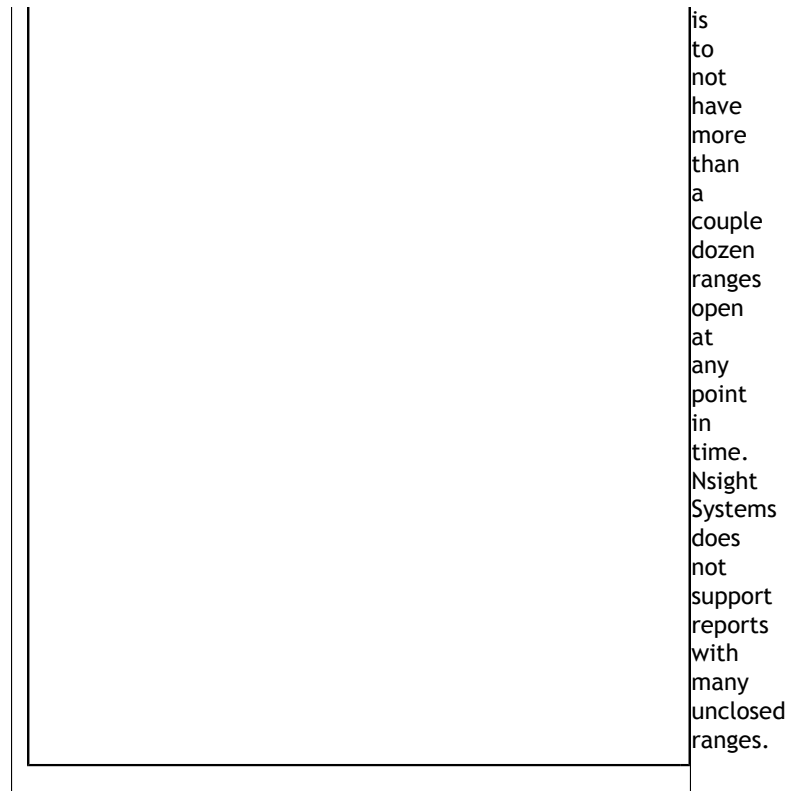 is
to
not
have
more
than
a
couple
dozen
ranges
open
at
any
point
in
time.
Nsight
Systems
does
not
support
reports
with
many
unclosed
ranges.